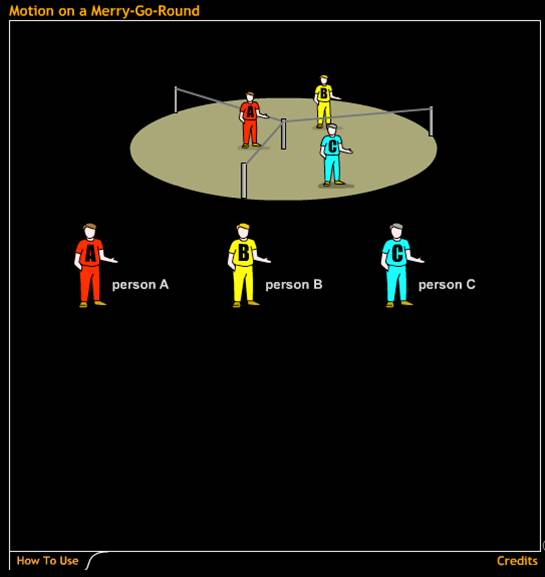 Motion on a Merry-Go-Round
B
A
C
A
person A
B
person B
C
person C
How To Use
Credits